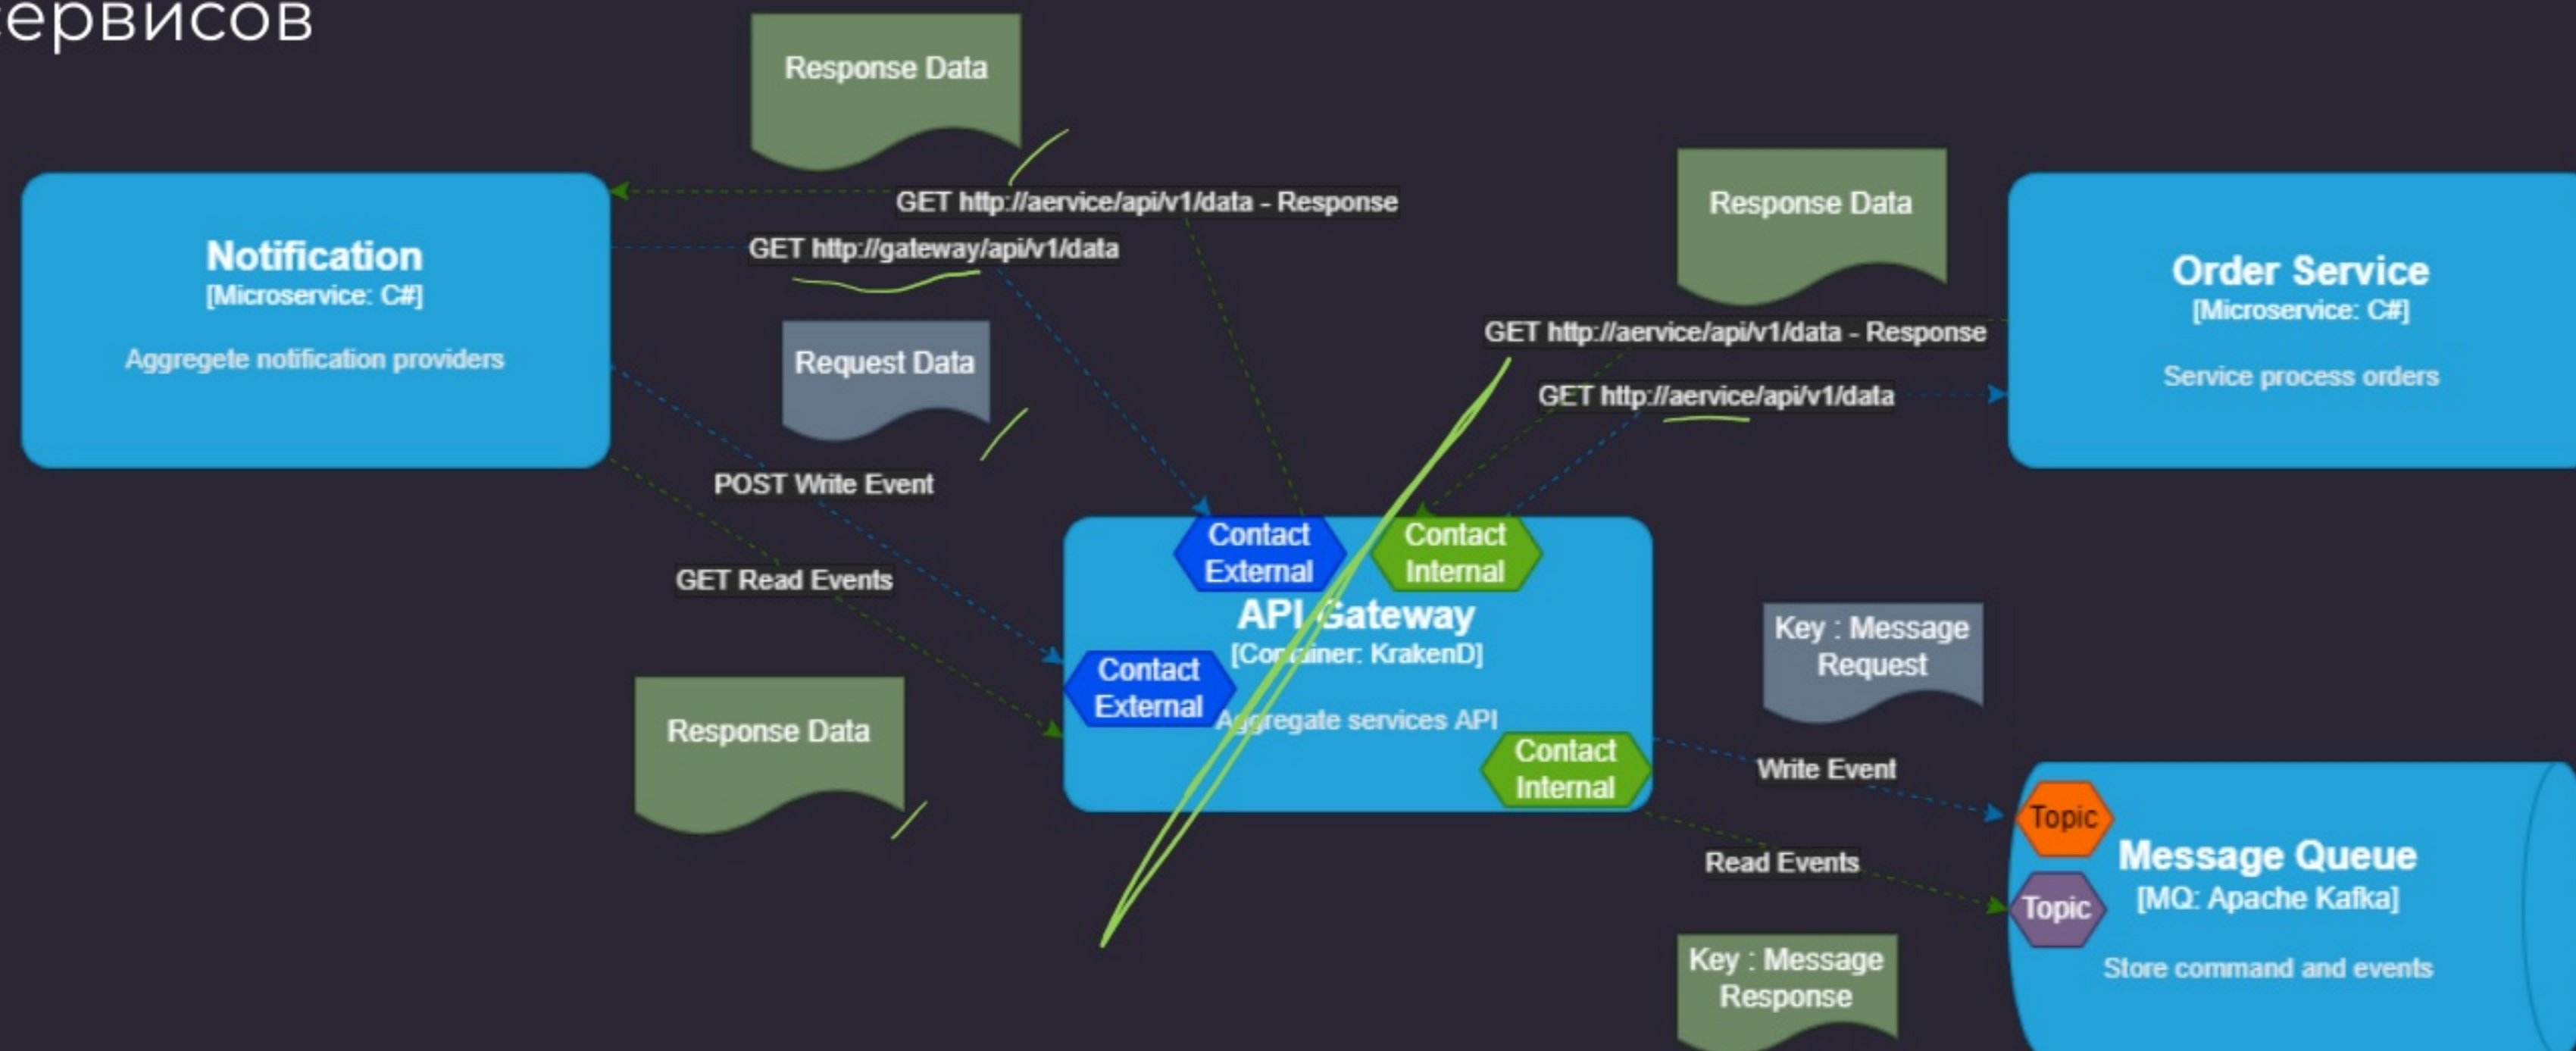 ервисов
Response Data
GET http://aervice/api/v1/data - Response
GET http://gateway/api/v1/data
Notification
[Microservice: C#]
Aggregete notification providers
Request Data
POST Write Event
GET Read Events
Response Data
Response Data
GET http://aervice/api/v1/data - Response
GET http://aervice/api/v1/data
Order Service
[Microservice: C#]
Service process orders
Contact
External
Contact
Internal
API Gateway
[Container: KrakenD]
Contact
External
Aggregate services API
Contact
Internal
Key : Message
Request
Write Event
Read Events
Key : Message
Response
Topic
Topic
Message Queue
[MQ: Apache Kafka]
Store command and events